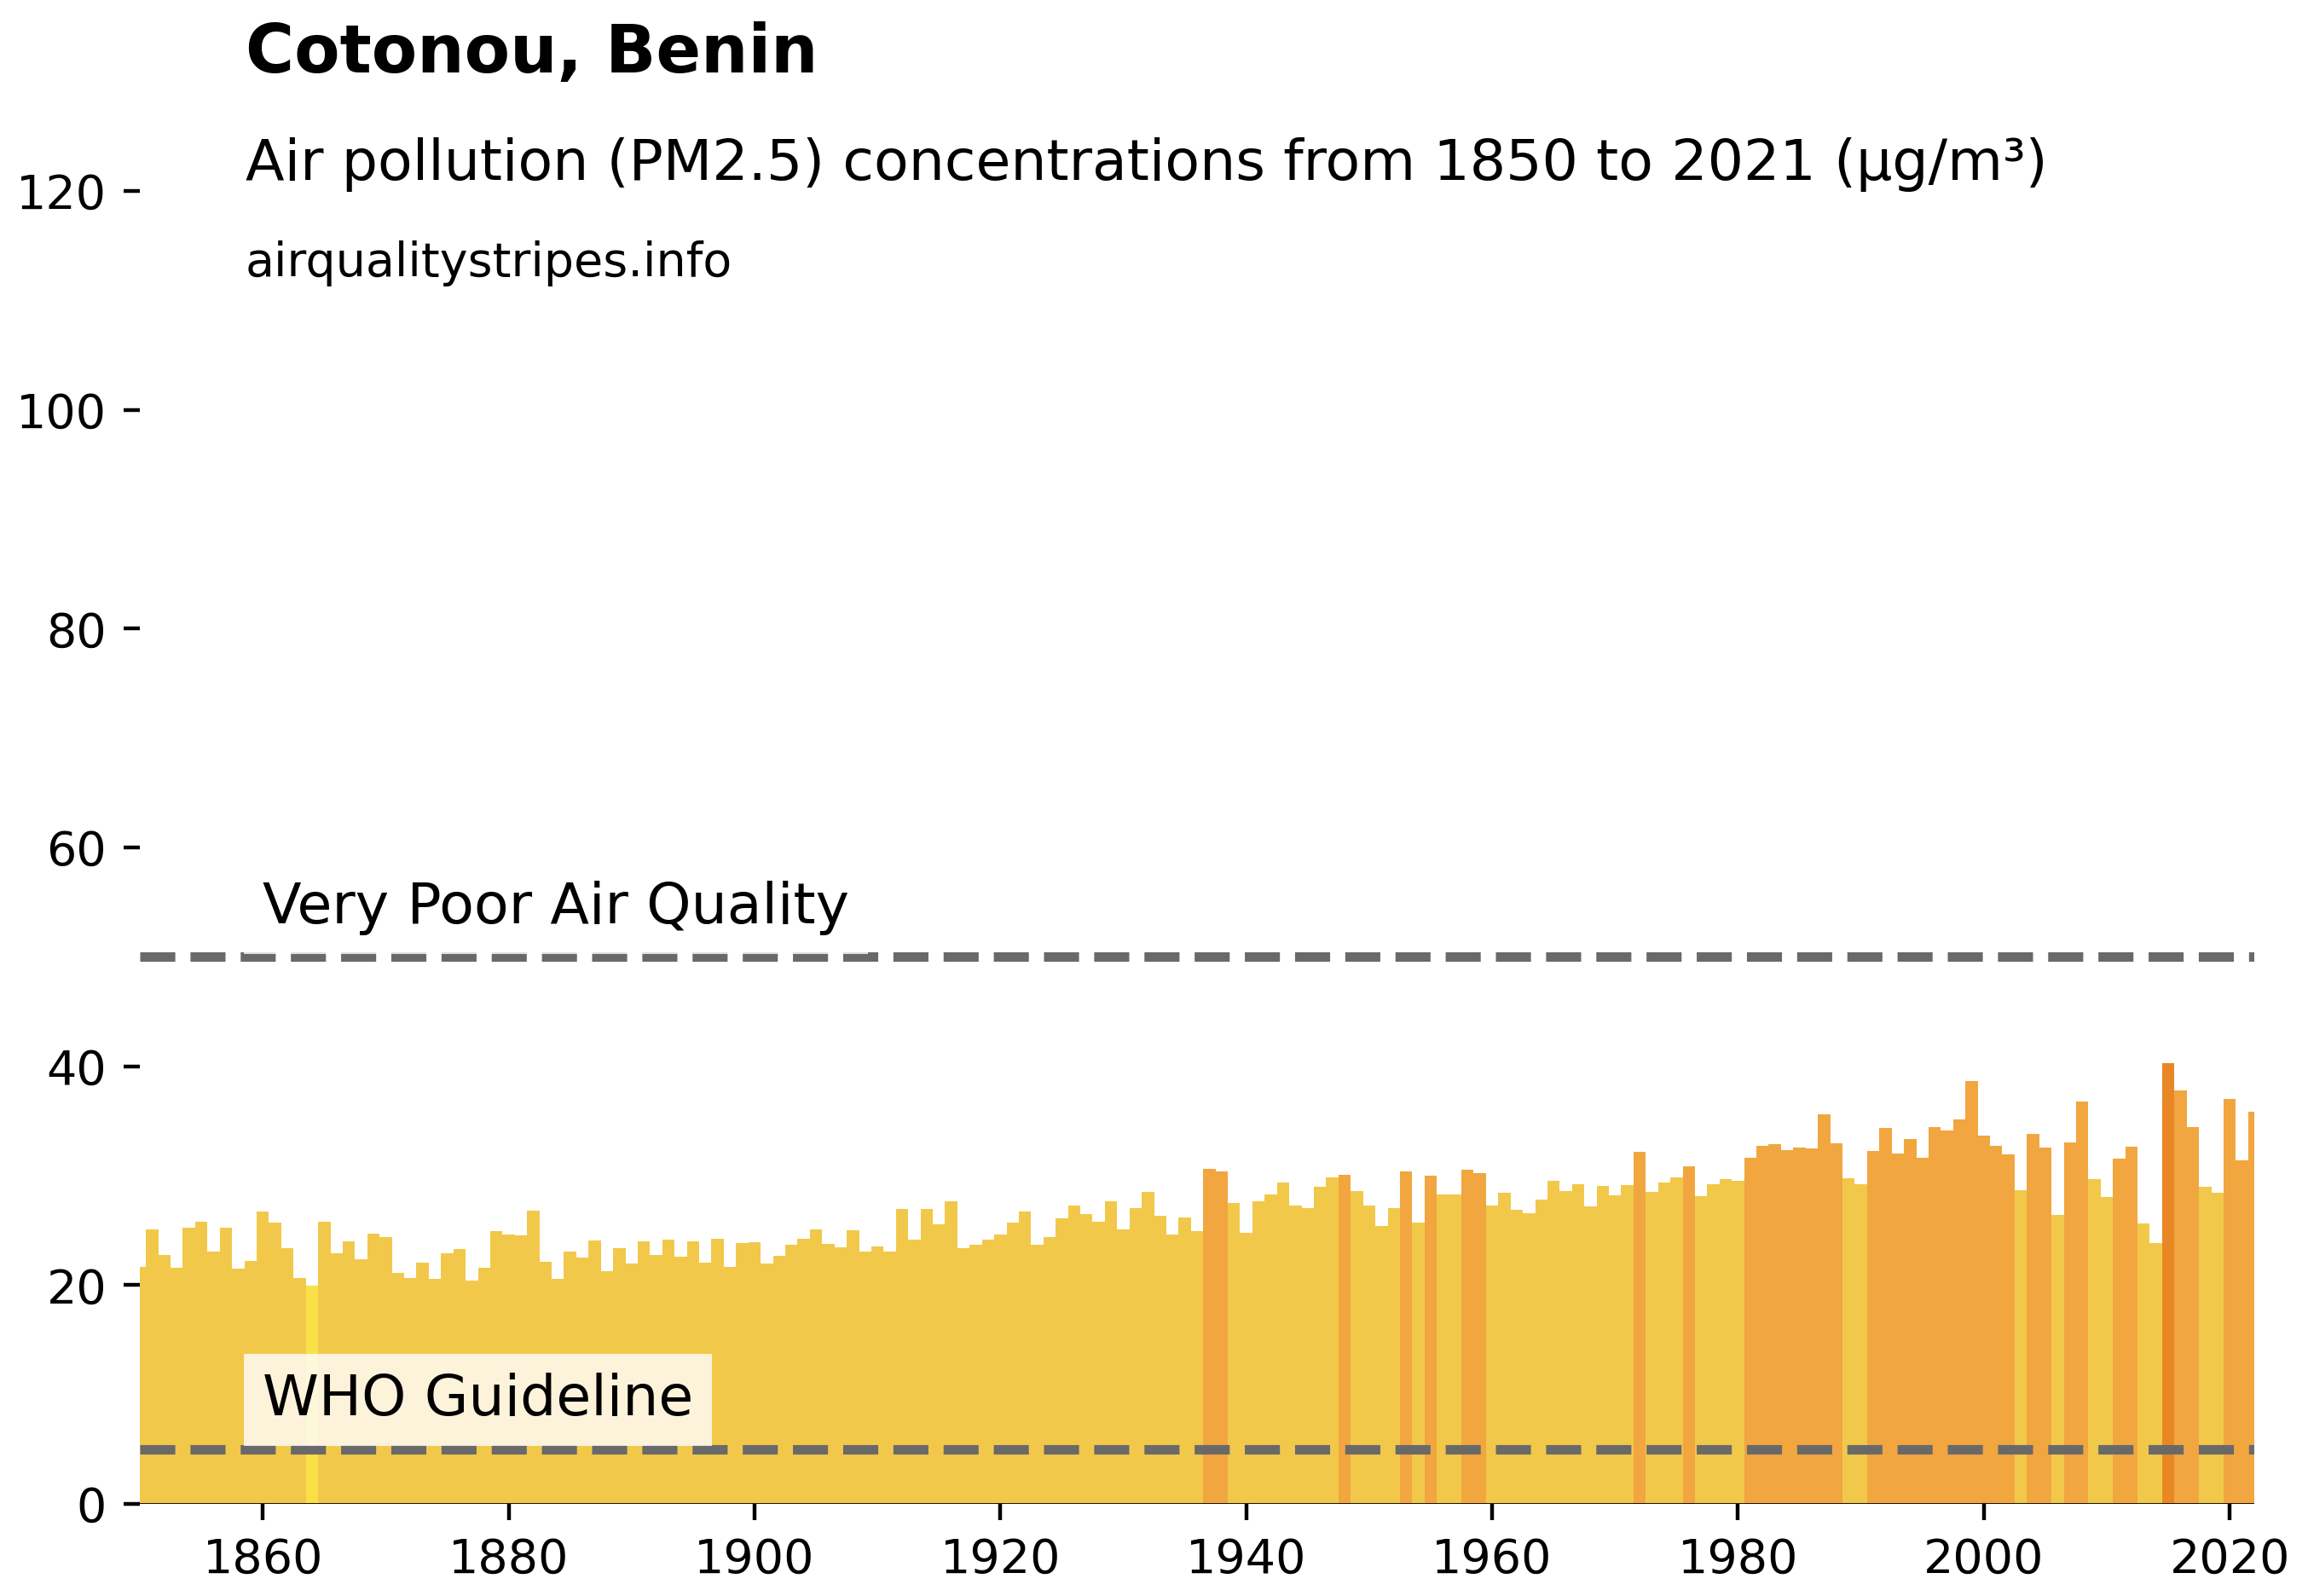 Cotonou, Benin
Air pollution (PM2.5) concentrations from 1850 to 2021 (µg/m³)
airqualitystripes.info
120
100
80
60
Very Poor Air Quality
40
20
WHO Guideline
0
1860 1880 1900 1920 1940 1960 1980 2000 2020